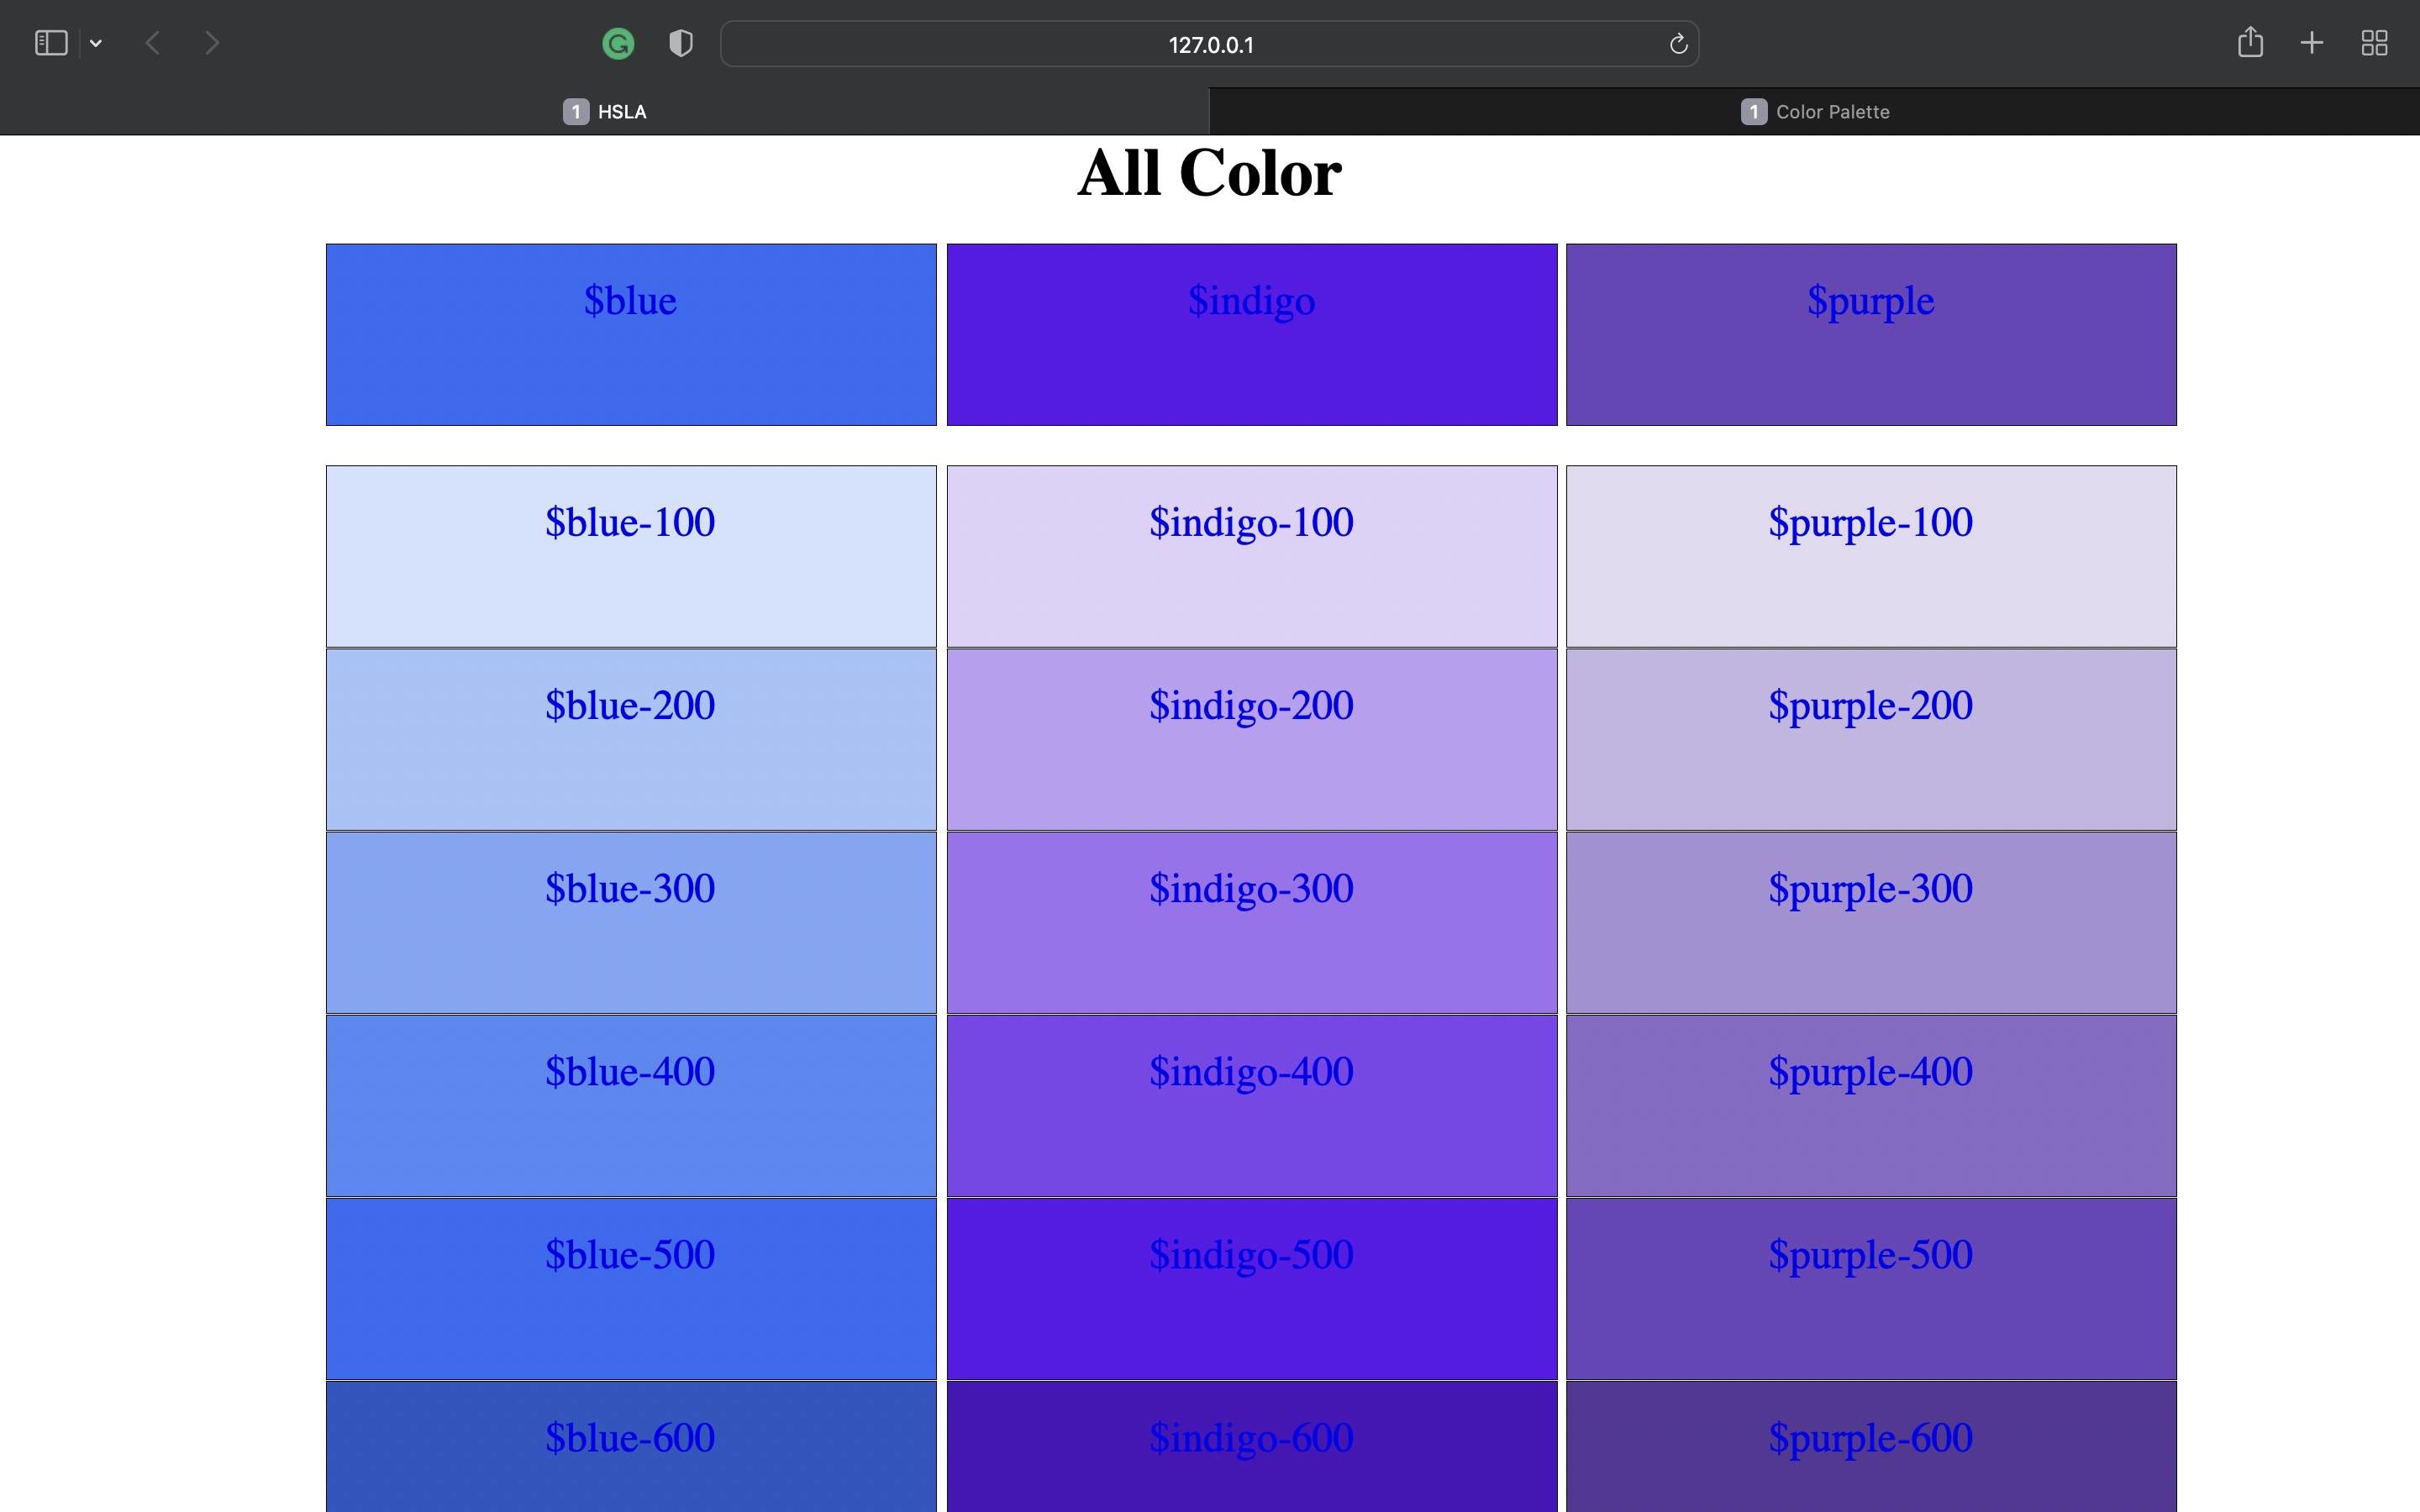 127.0.0.1
1 HSLA
1 Color Palette
All Color
$blue $indigo $purple
$blue-100 $indigo-100 $purple-100
$blue-200 $indigo-200 $purple-200
$blue-300 $indigo-300 $purple-300
$blue-400 $indigo-400 $purple-400
$blue-500 $indigo-500 $purple-500
$blue-600 $indigo-600 $purple-600